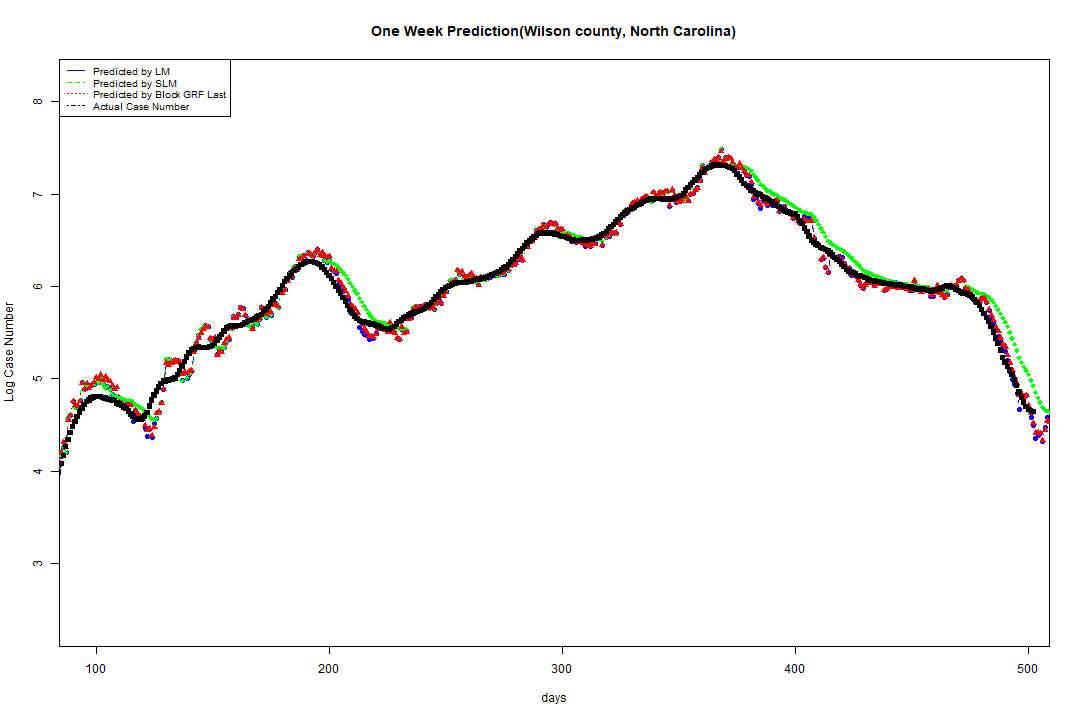 One Week Prediction(Wilson county, North Carolina)
Predicted by LM
Predicted by SLM
Predicted by Block GRF Last
Actual Case Number
8
7
6
5
4
3
Log Case Number
100 200 300 400 500
days